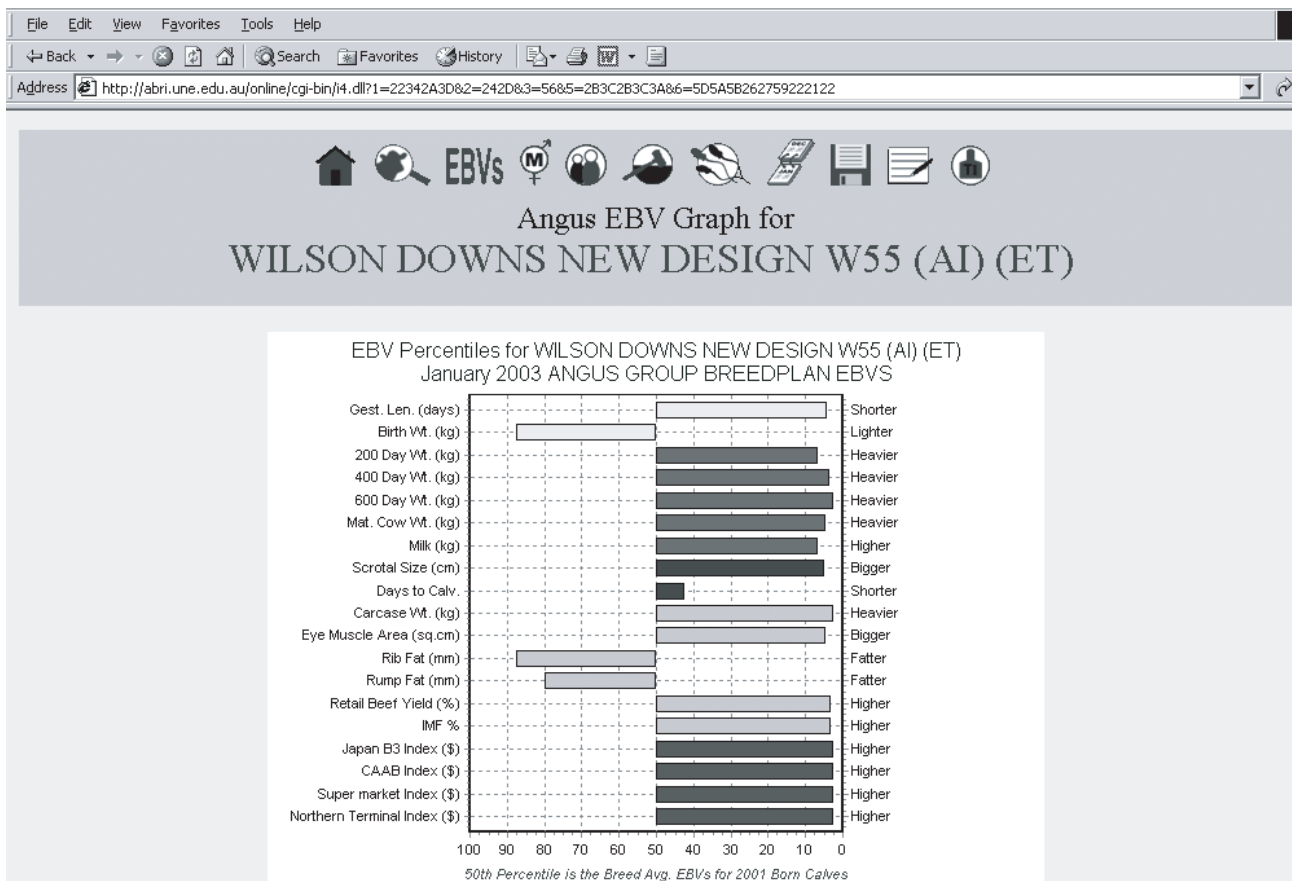 File Edit View Favorites Tools Help
Back Search Favorites History
Address http://abri.une.edu.au/online/cgi-bin/i4.dll?1=22342A3D&2=242D&3=56&5=2B3C2B3C3A&6=5D5A5B262759222122
EBVs M DEC JAN TI
Angus EBV Graph for
WILSON DOWNS NEW DESIGN W55 (AI) (ET)
EBV Percentiles for WILSON DOWNS NEW DESIGN W55 (AI) (ET)
January 2003 ANGUS GROUP BREEDPLAN EBVS
Gest. Len. (days) Shorter
Birth Wt. (kg) Lighter
200 Day Wt. (kg) Heavier
400 Day Wt. (kg) Heavier
600 Day Wt. (kg) Heavier
Mat. Cow Wt. (kg) Heavier
Milk (kg) Higher
Scrotal Size (cm) Bigger
Days to Calv. Shorter
Carcase Wt. (kg) Heavier
Eye Muscle Area (sq.cm) Bigger
Rib Fat (mm) Fatter
Rump Fat (mm) Fatter
Retail Beef Yield (%) Higher
IMF % Higher
Japan B3 Index ($) Higher
CAAB Index ($) Higher
Super market Index ($) Higher
Northern Terminal Index ($) Higher
100 90 80 70 60 50 40 30 20 10 0
50th Percentile is the Breed Avg. EBVs for 2001 Born Calves